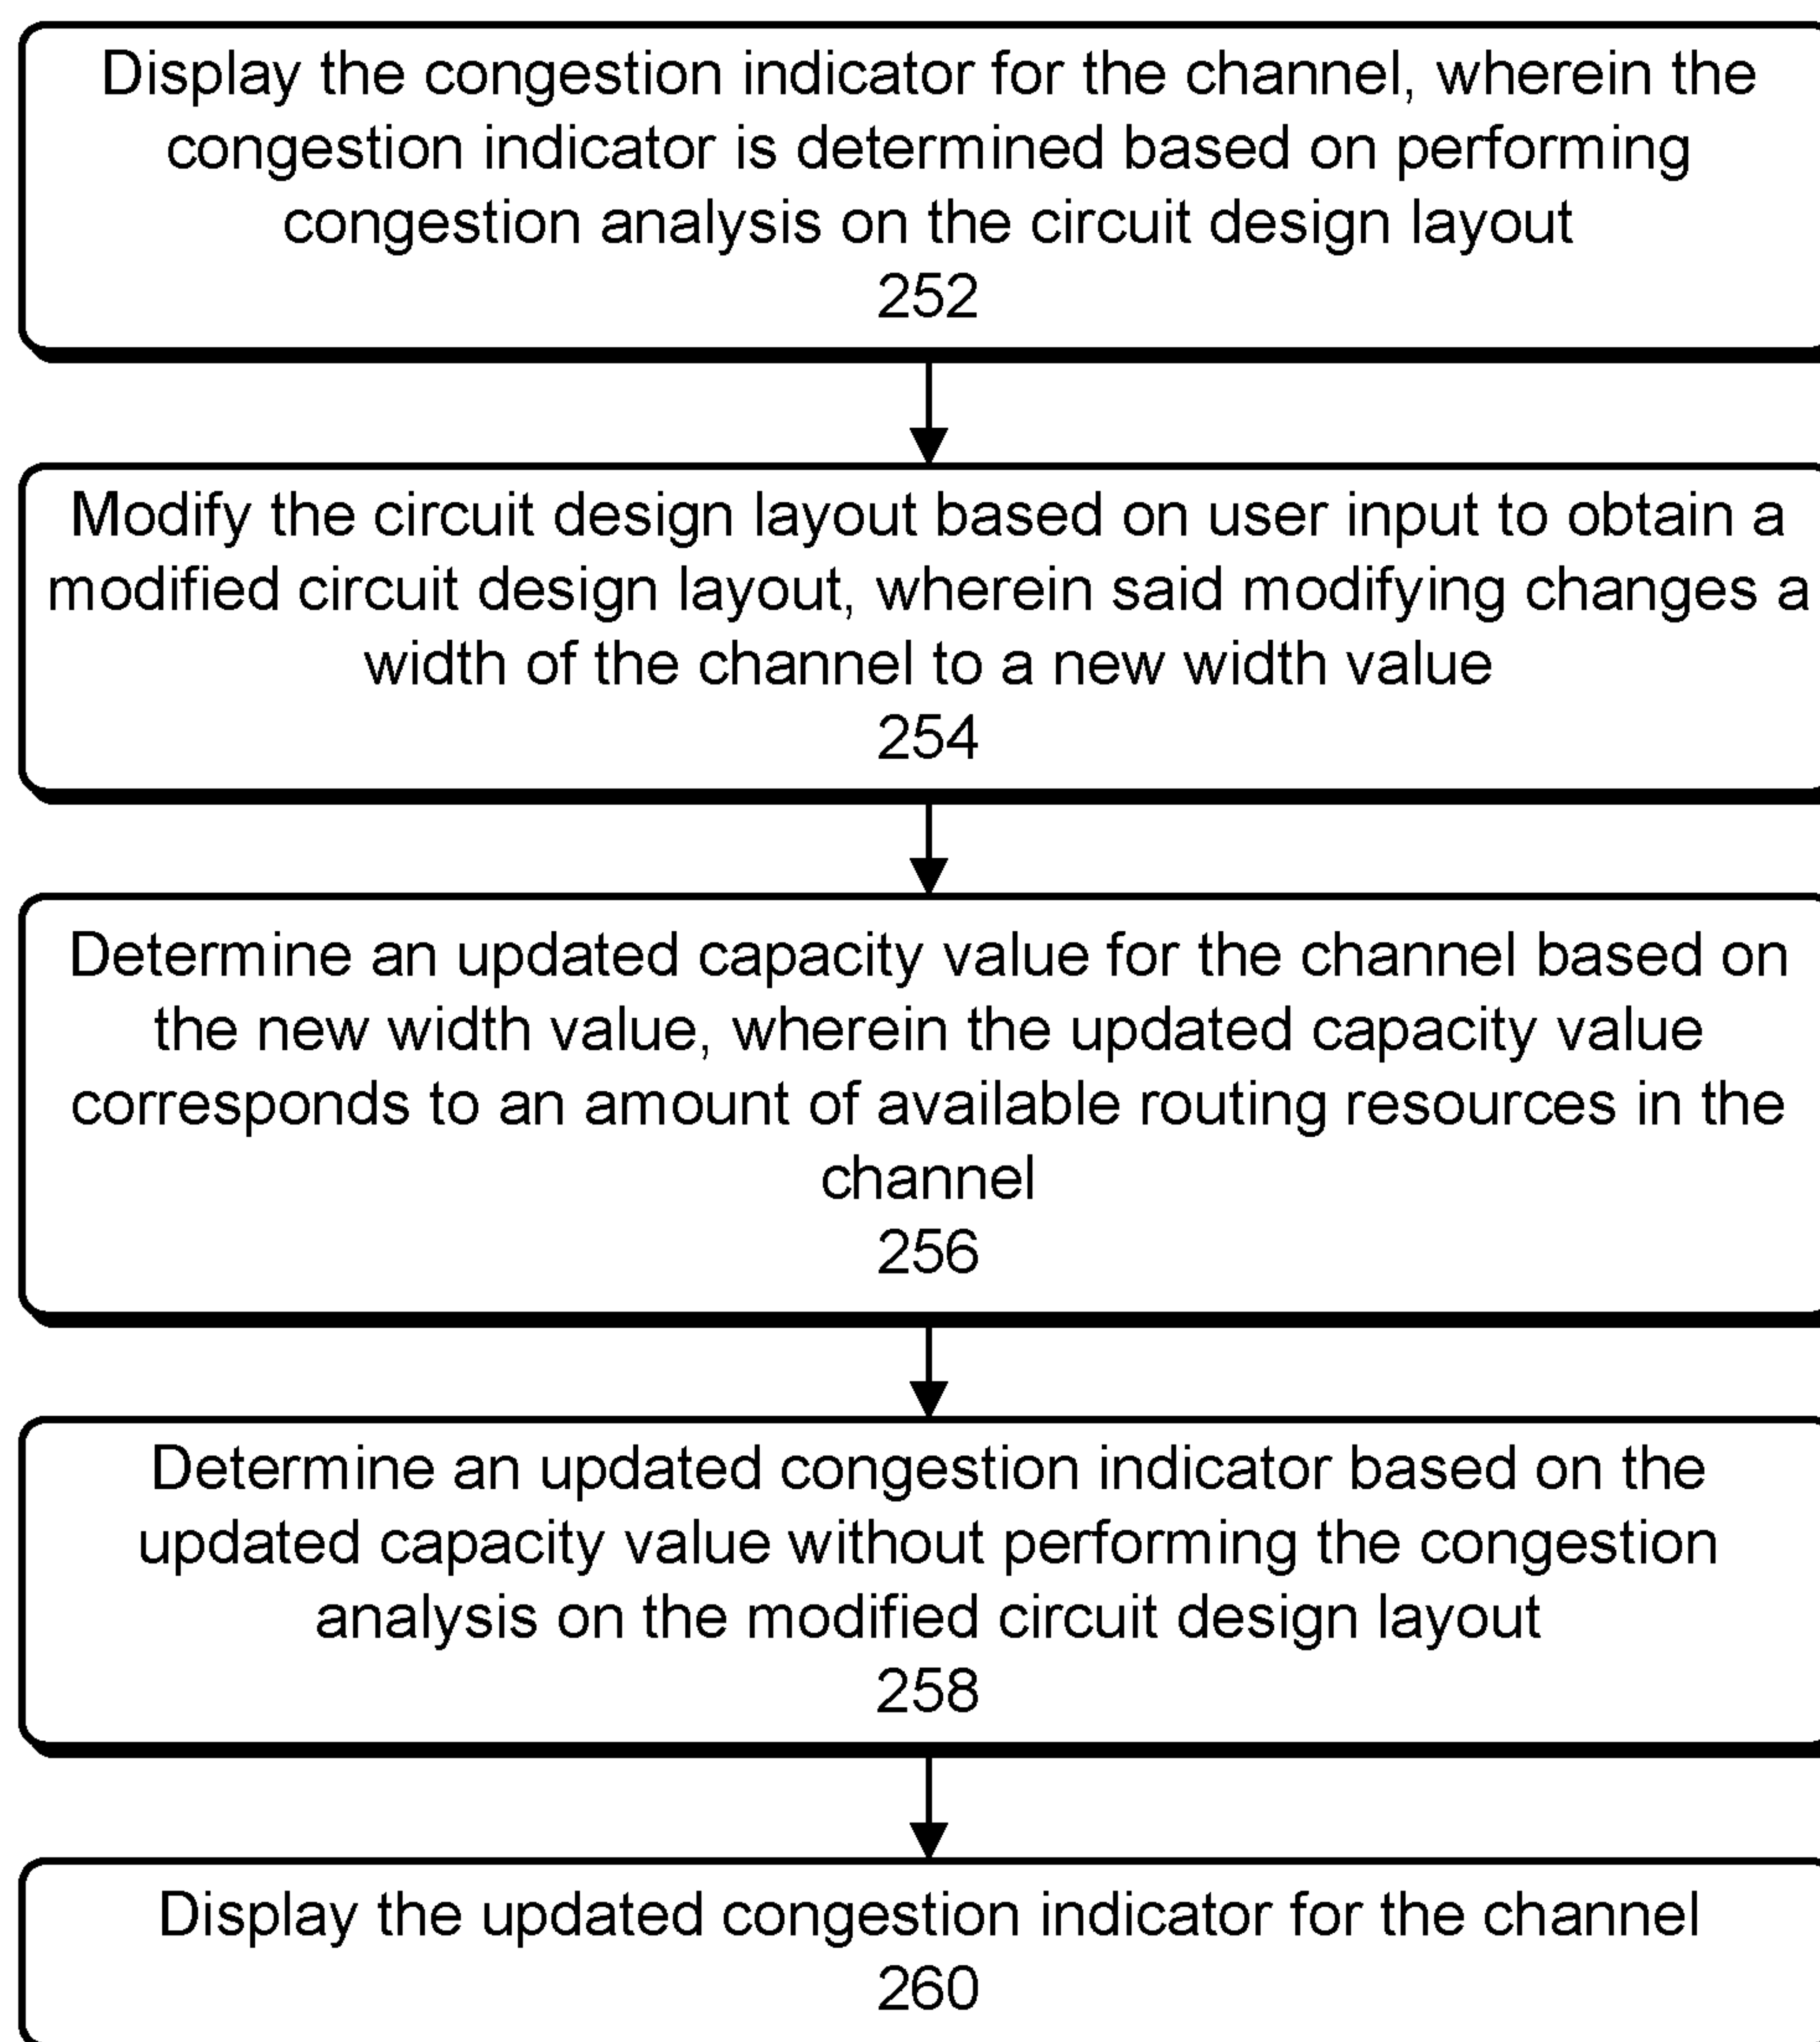 Display the congestion indicator for the channel, wherein the
congestion indicator is determined based on performing
congestion analysis on the circuit design layout
252
Modify the circuit design layout based on user input to obtain a
modified circuit design layout, wherein said modifying changes a
width of the channel to a new width value
254
Determine an updated capacity value for the channel based on
the new width value, wherein the updated capacity value
corresponds to an amount of available routing resources in the
channel
256
Determine an updated congestion indicator based on the
updated capacity value without performing the congestion
analysis on the modified circuit design layout
258
Display the updated congestion indicator for the channel
260